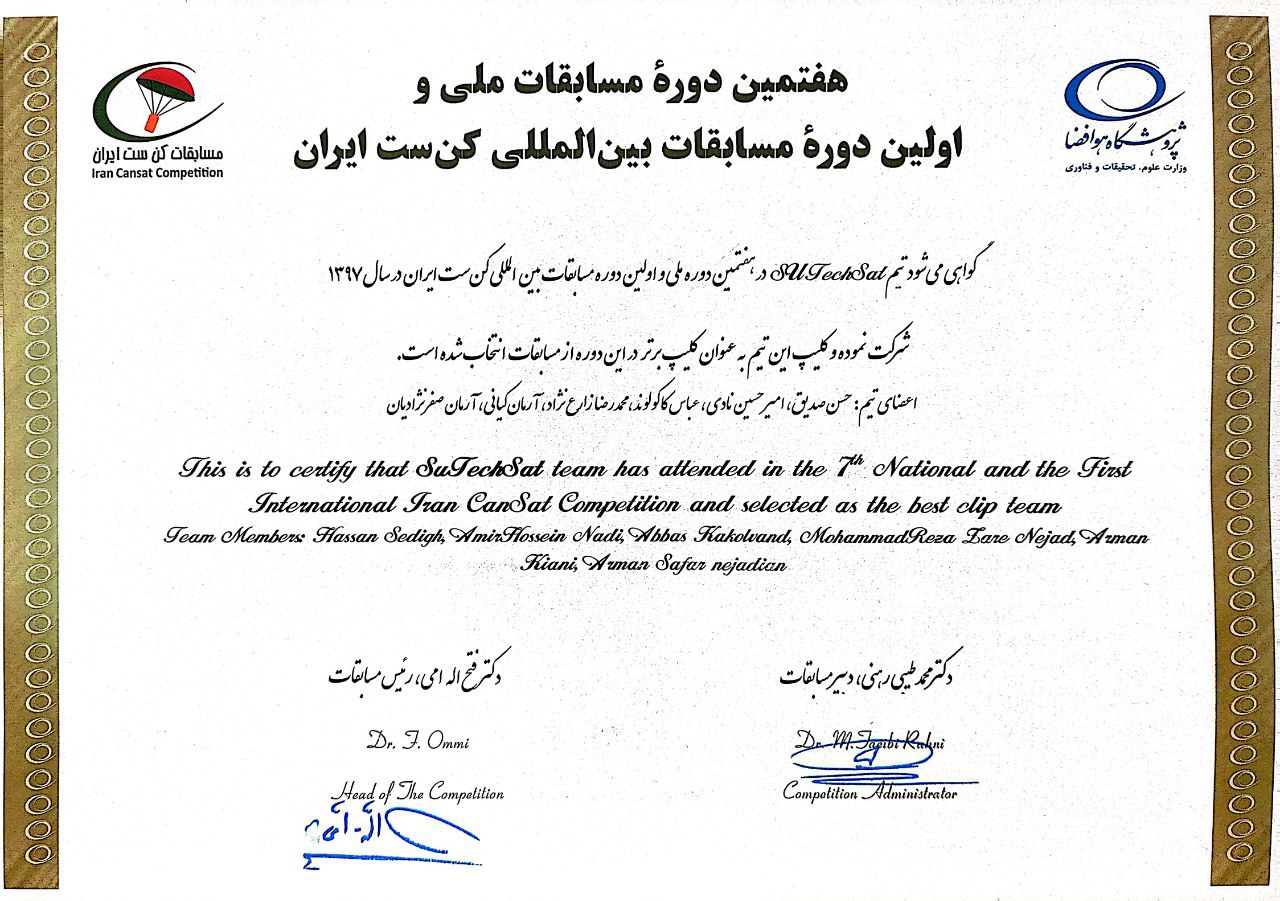 هفتمین دورهٔ مسابقات ملی و
اولین دورهٔ مسابقات بین‌المللی کن‌ست ایران
مسابقات کن ست ایران
Iran Cansat Competition
پژوهشگاه هوافضا
وزارت علوم، تحقیقات و فناوری
گواهی می‌شود تیم SUTechSat در هفتمین دوره ملی و اولین دوره مسابقات بین المللی کن ست ایران در سال ۱۳۹۷
شرکت نموده و کلیپ این تیم به عنوان کلیپ برتر در این دوره از مسابقات انتخاب شده است.
اعضای تیم: حسن صدیق، امیرحسین نادی، عباس کاکولوند، محمدرضا زارع نژاد، آرمان کیانی، آرمان صفرنژادیان
This is to certify that SuTechSat team has attended in the 7th National and the First
International Iran CanSat Competition and selected as the best clip team
Team Members: Hassan Sedigh, AmirHossein Nadi, Abbas Kakolvand, MohammadReza Zare Nejad, Arman
Kiani, Arman Safar nejadian
دکتر محمد طیبی رهنی، دبیر مسابقات
Dr. M. Taeibi Rahni
Competition Administrator
دکتر فتح اله امی، رئیس مسابقات
Dr. F. Ommi
Head of The Competition